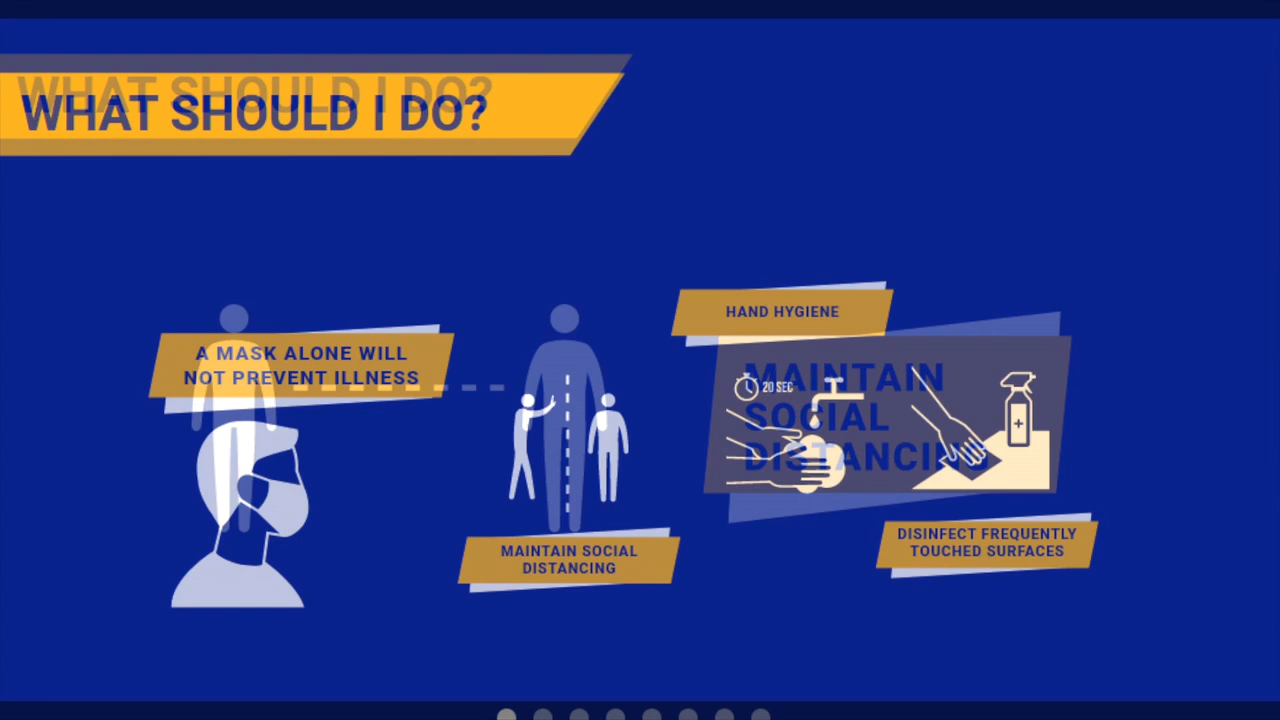 WHAT SHOULD I DO?
WHAT SHOULD I DO?
A MASK ALONE WILL
NOT PREVENT ILLNESS
MAINTAIN SOCIAL
DISTANCING
HAND HYGIENE
MAINTAIN
SOCIAL
DISTANCING
20 SEC
DISINFECT FREQUENTLY
TOUCHED SURFACES